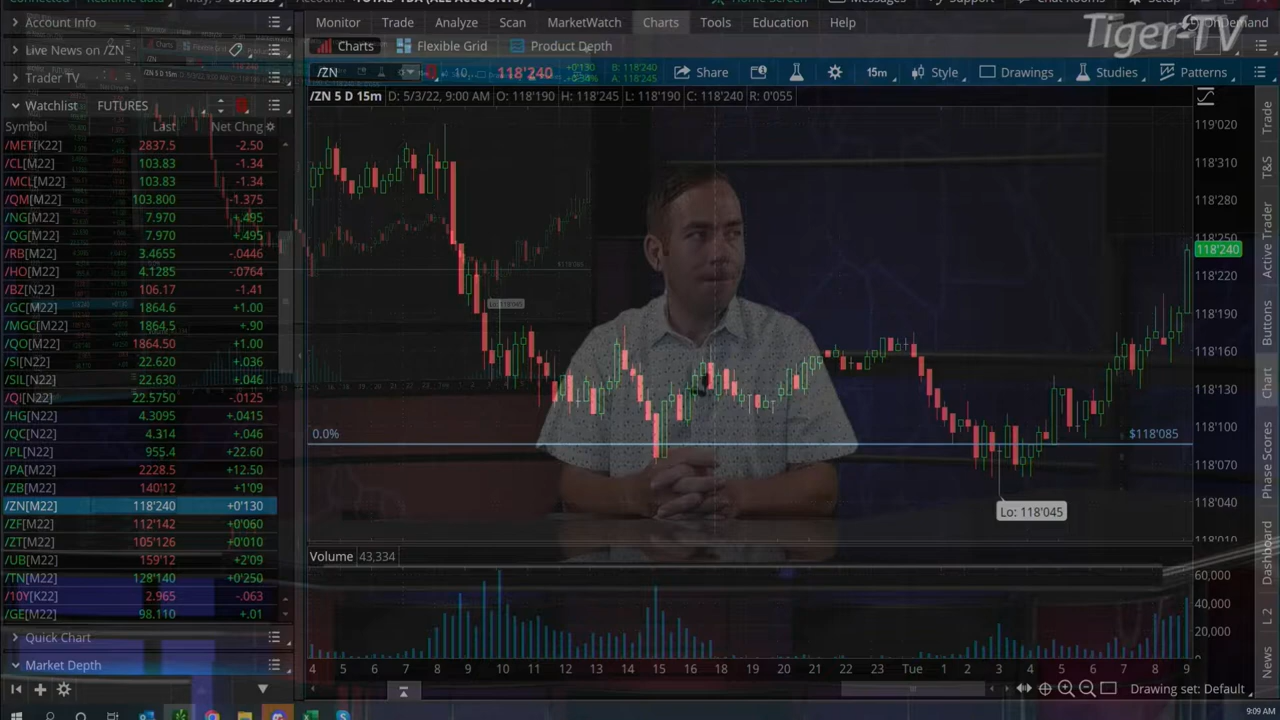 Tiger-TV
Account Info
Monitor Trade Analyze Scan MarketWatch Charts Tools Education Help
OnDemand
Live News on /ZN
Charts Flexible Grid Product Depth
Trader TV
/ZN 10 118'240 +0'130 B: 118'240 A: 118'245 Share 15m Style Drawings Studies Patterns
Watchlist FUTURES
/ZN 5 D 15m D: 5/3/22, 9:00 AM O: 118'190 H: 118'245 L: 118'190 C: 118'240 R: 0'055
Symbol Last Net Chng
/MET[K22] 2837.5 -2.50
/CL[M22] 103.83 -1.34
/MCL[M22] 103.83 -1.34
/QM[M22] 103.800 -1.375
/NG[M22] 7.970 +.495
/QG[M22] 7.970 +.495
/RB[M22] 3.4655 -.0446
/HO[M22] 4.1285 -.0764
/BZ[N22] 106.17 -1.41
/GC[M22] 1864.6 +1.00
/MGC[M22] 1864.5 +.90
/QO[M22] 1864.50 +1.00
/SI[N22] 22.620 +.036
/SIL[N22] 22.630 +.046
/QI[N22] 22.5750 -.0125
/HG[N22] 4.3095 +.0415
/QC[N22] 4.314 +.046
/PL[N22] 955.4 +22.60
/PA[M22] 2228.5 +12.50
/ZB[M22] 140'12 +1'09
/ZN[M22] 118'240 +0'130
/ZF[M22] 112'142 +0'060
/ZT[M22] 105'126 +0'010
/UB[M22] 159'12 +2'09
/TN[M22] 128'140 +0'250
/10Y[K22] 2.965 -.063
/GE[M22] 98.110 +.01
Quick Chart
Market Depth
119'020
118'310
118'280
118'250
118'240
118'220
118'190
118'160
118'130
118'100
118'070
118'040
118'010
0.0% $118'085
Lo: 118'045
Volume 43,334
60,000
40,000
20,000
4 5 6 7 8 9 10 11 12 13 14 15 16 17 18 19 20 21 22 23 Tue 1 2 3 4 5 6 7 8 9
Drawing set: Default
Trade
T&S
Active Trader
Buttons
Chart
Phase Scores
Dashboard
L 2
News
9:09 AM